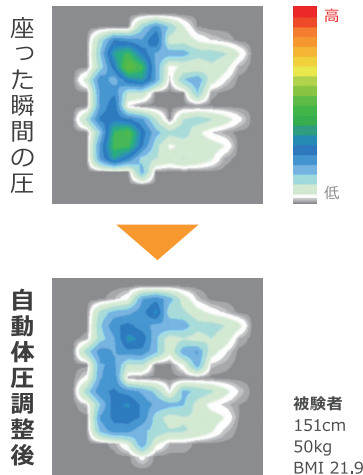 座った瞬間の圧
高
低
自動体圧調整後
被験者
151cm
50kg
BMI 21.9